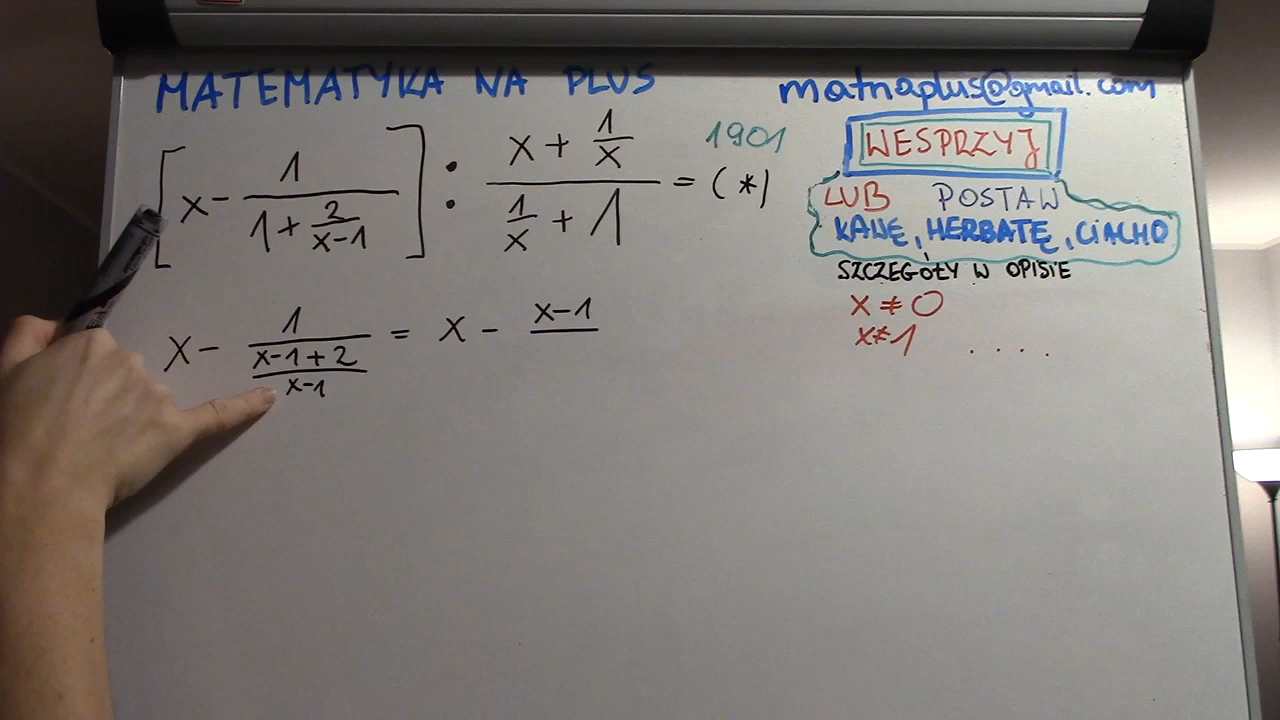 MATEMATYKA NA PLUS
matnaplus@gmail.com
[x - 1/(1 + 2/(x-1))] : (x + 1/x)/(1/x + 1) = (*)
1901
WESPRZYJ
LUB POSTAW
KAWĘ, HERBATĘ, CIACHO
SZCZEGÓŁY W OPISIE
x ≠ 0
x ≠ 1 . . . .
x - 1/((x-1+2)/(x-1)) = x - (x-1)/